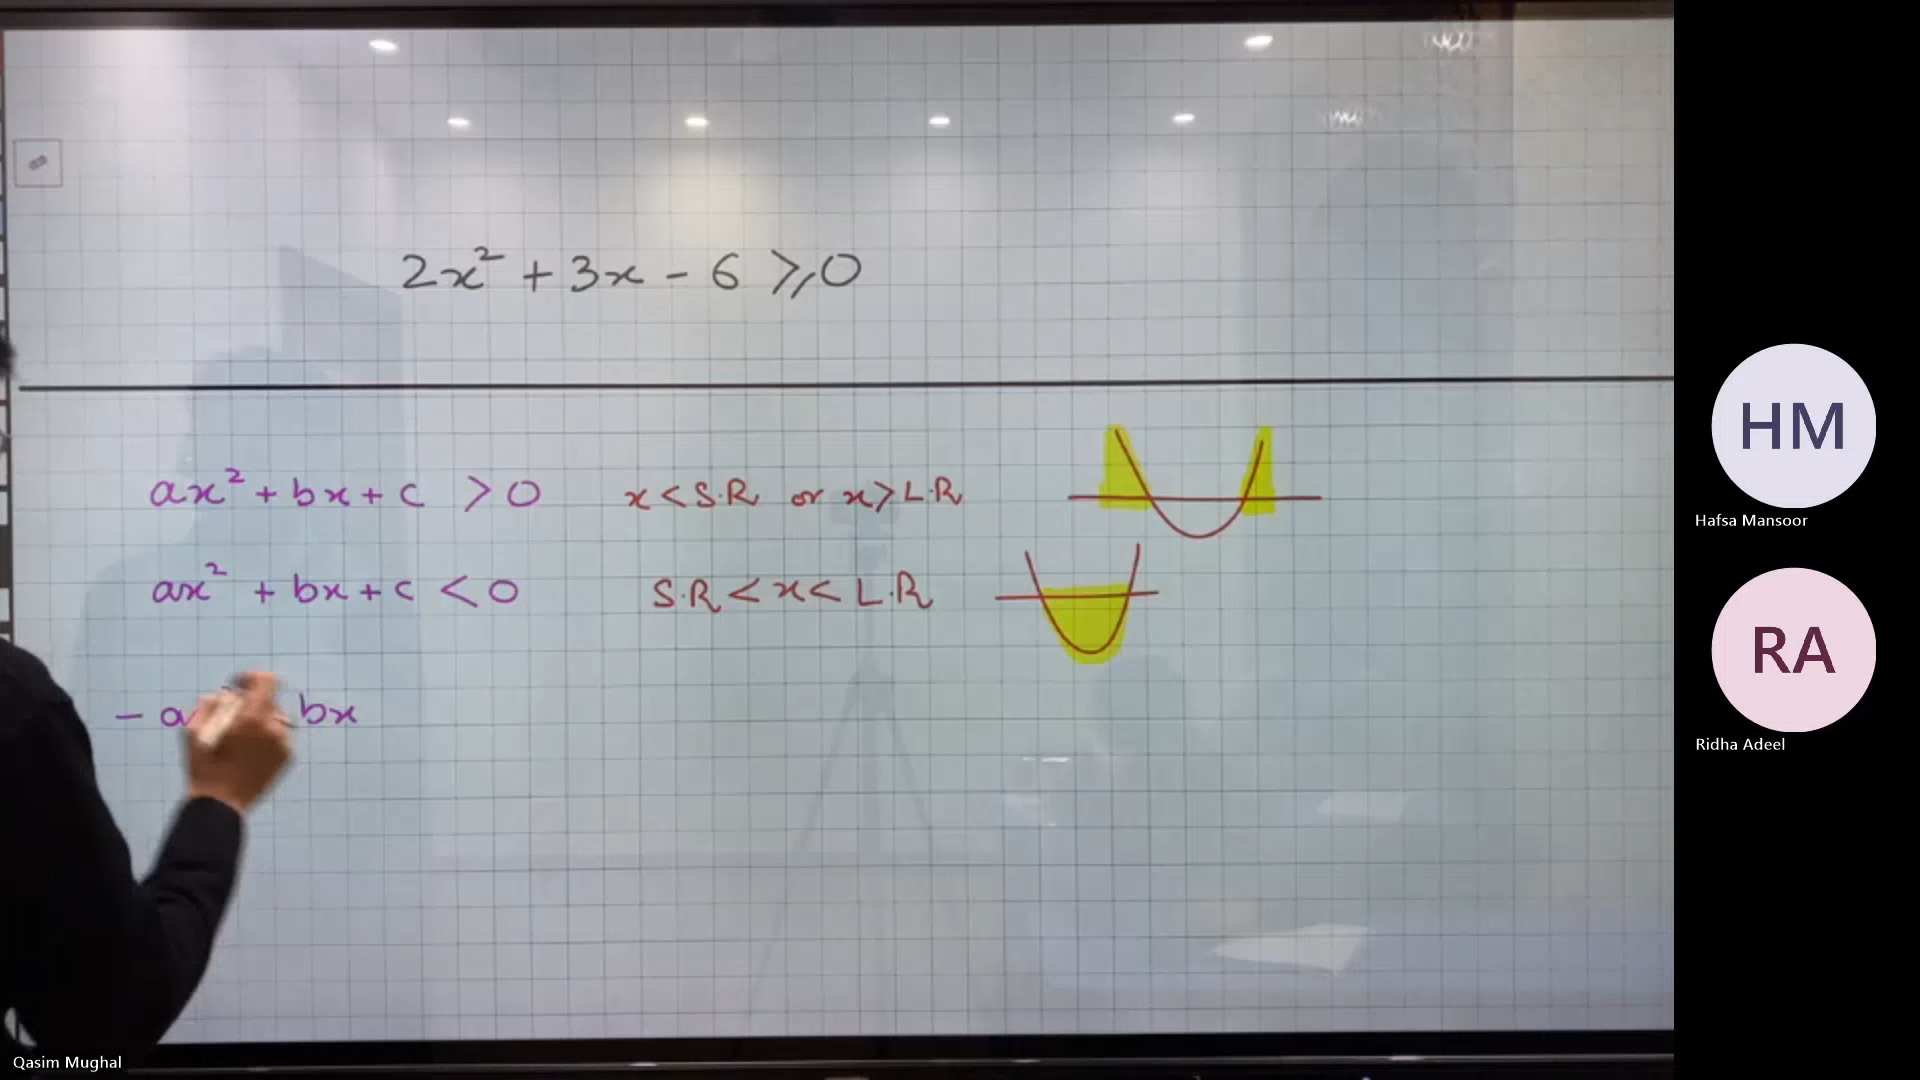 2x² + 3x - 6 ⩾ 0
ax² + bx + c > 0 x < S.R or x > L.R
ax² + bx + c < 0 S.R < x < L.R
- a bx
HM
Hafsa Mansoor
RA
Ridha Adeel
Qasim Mughal